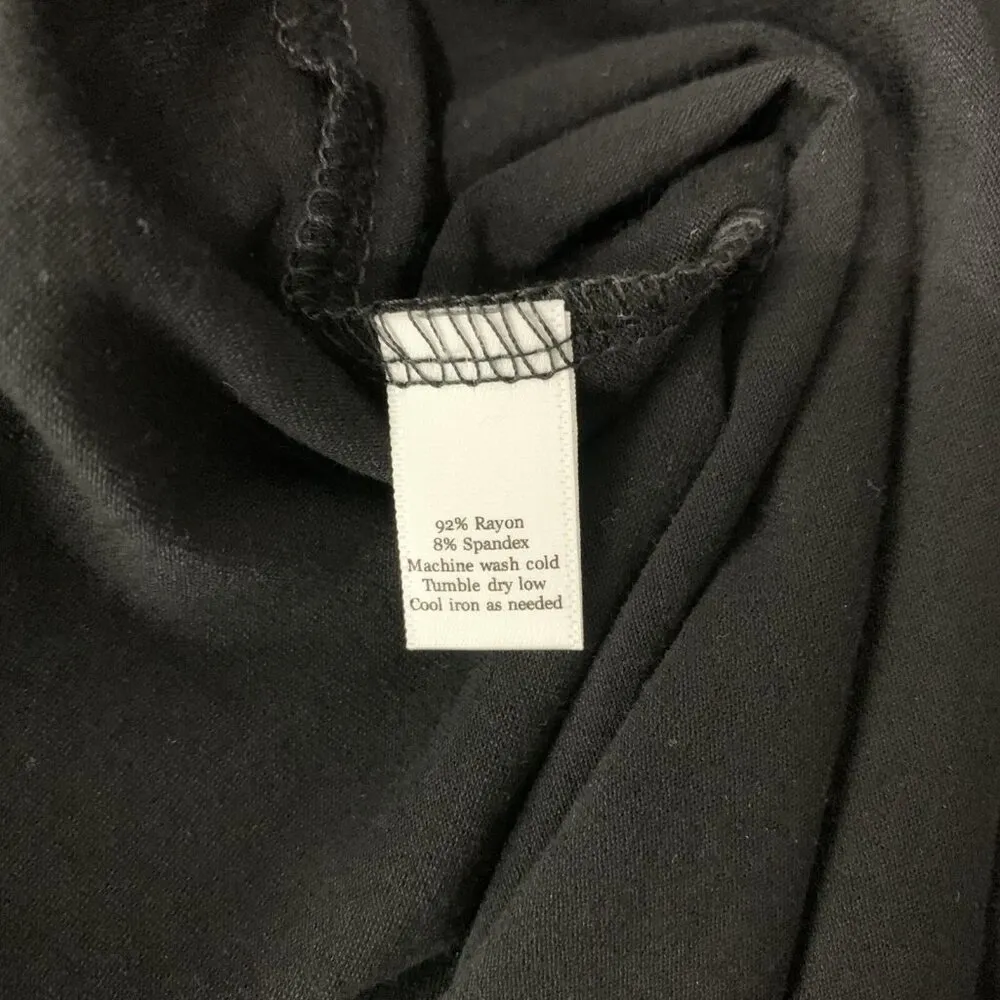 92% Rayon
8% Spandex
Machine wash cold
Tumble dry low
Cool iron as needed